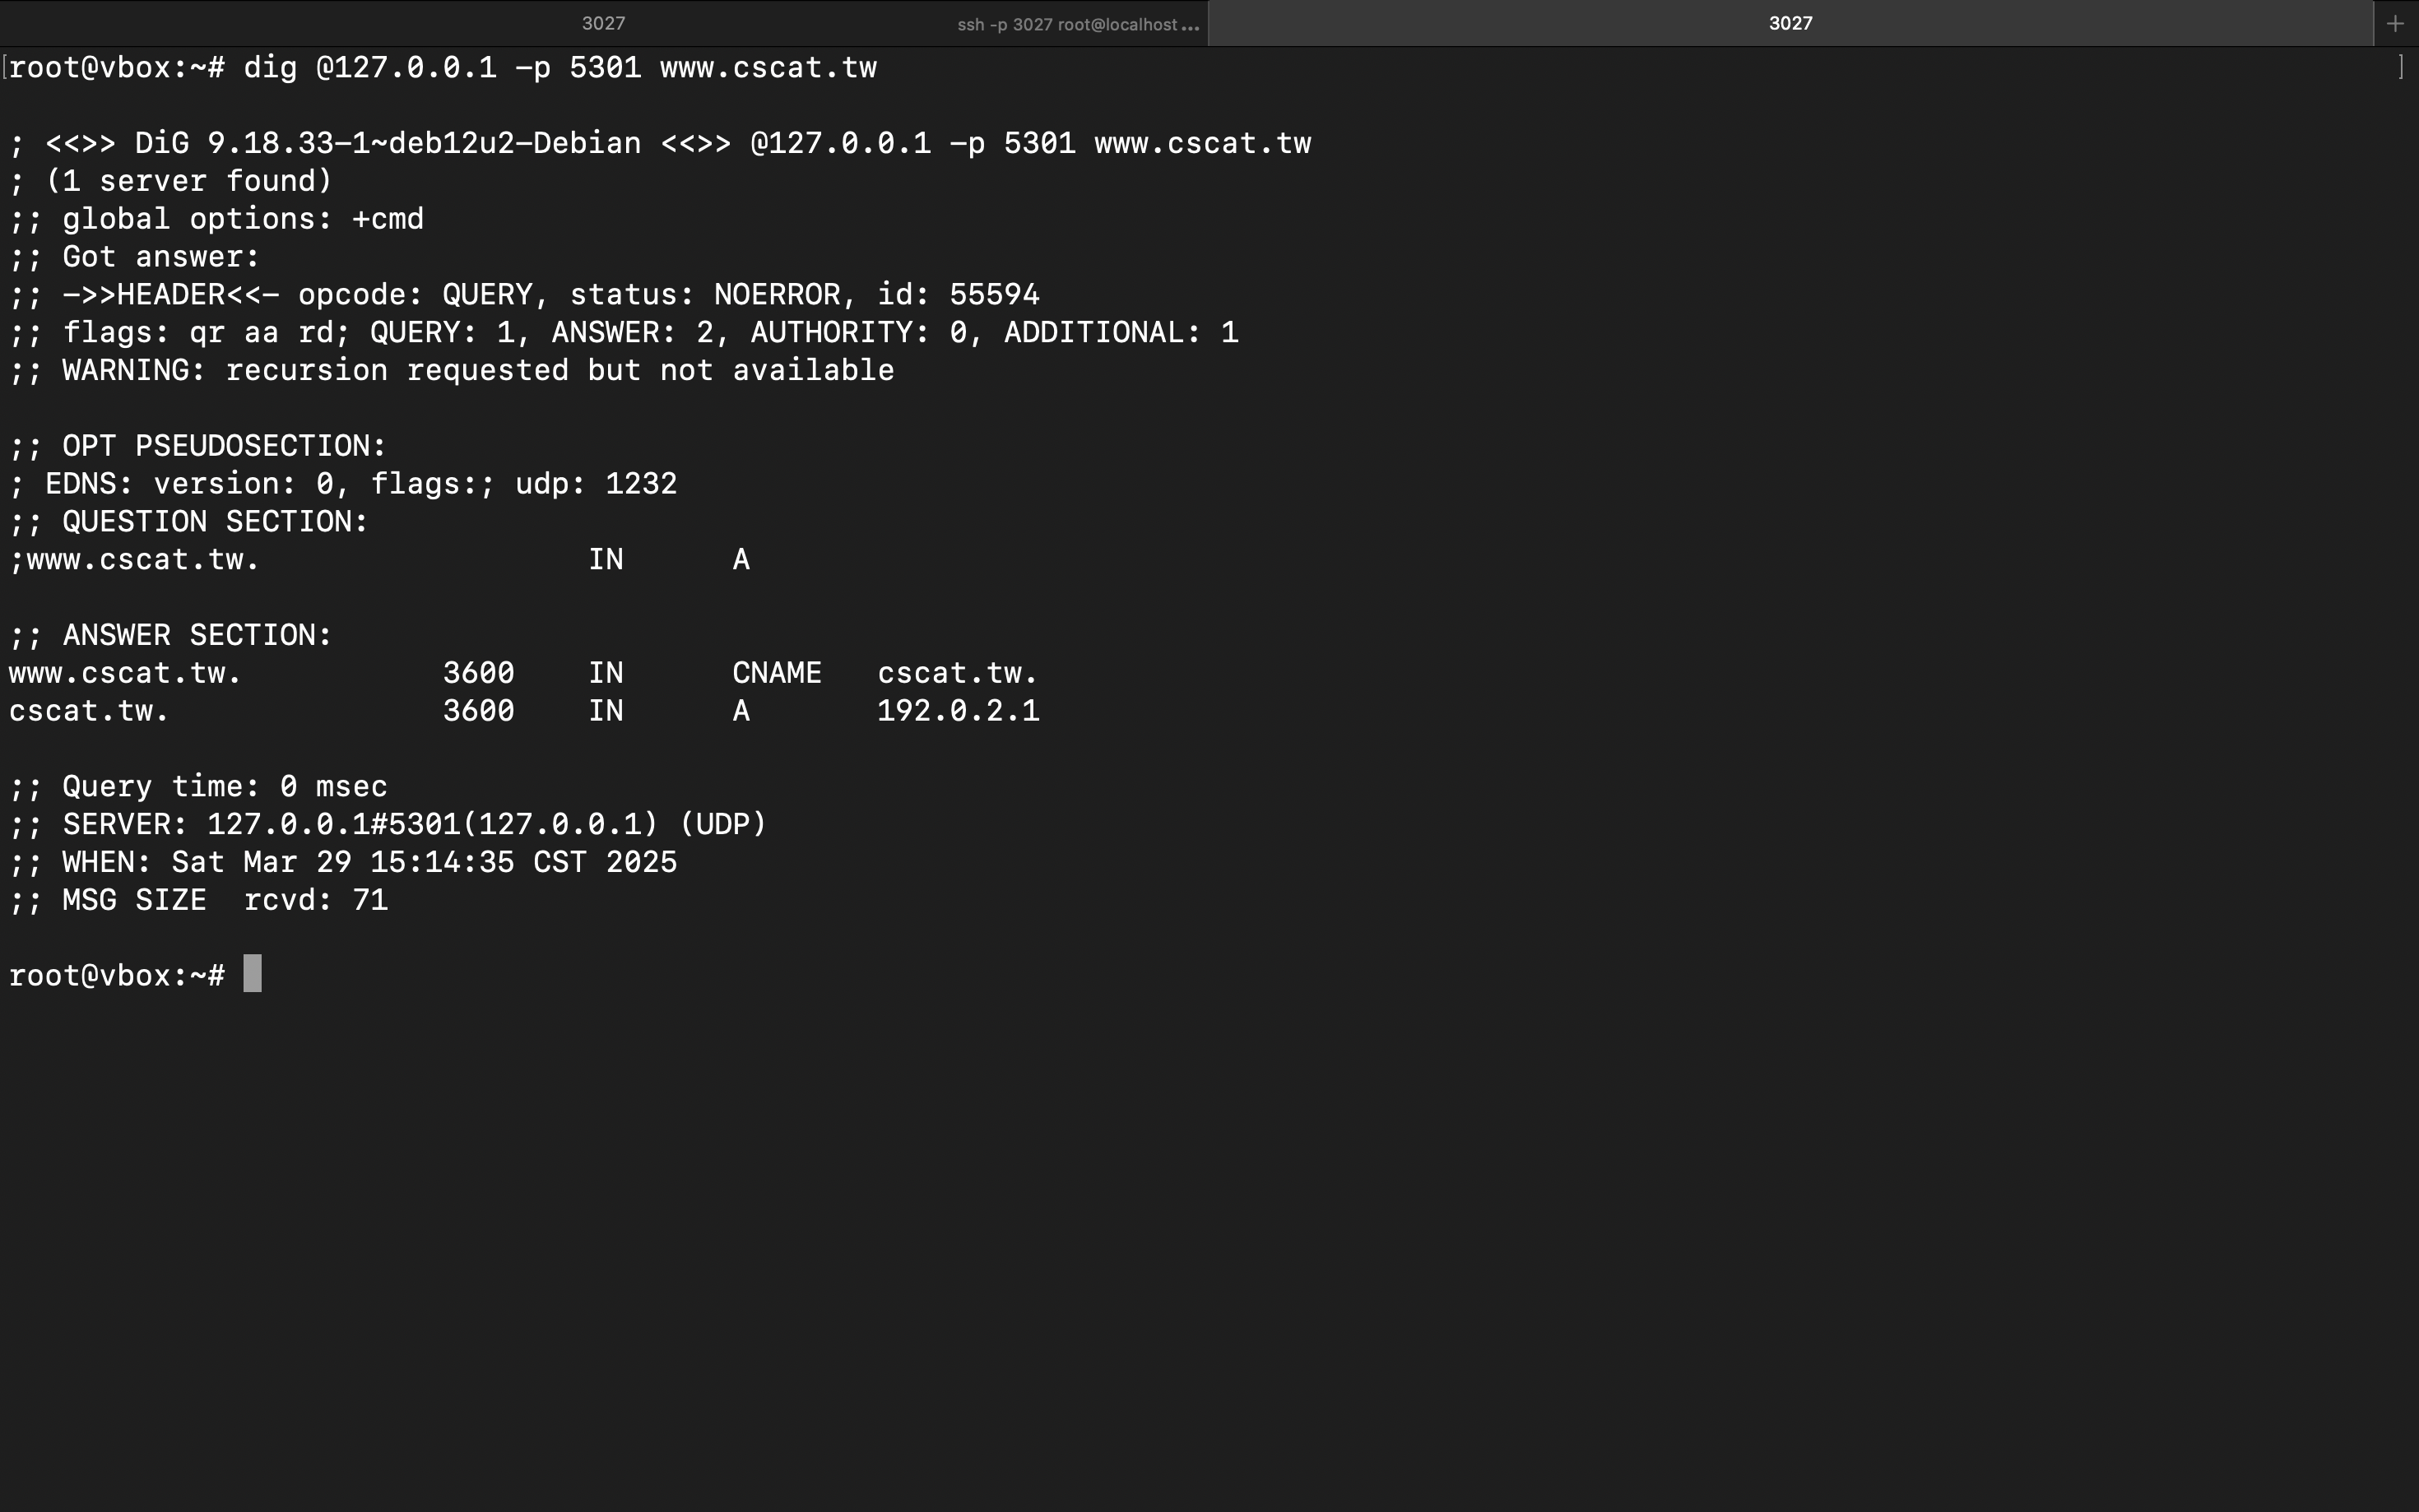 3027
ssh -p 3027 root@localhost ...
3027
+
[root@vbox:~# dig @127.0.0.1 -p 5301 www.cscat.tw ]
; <<>> DiG 9.18.33-1~deb12u2-Debian <<>> @127.0.0.1 -p 5301 www.cscat.tw
; (1 server found)
;; global options: +cmd
;; Got answer:
;; ->>HEADER<<- opcode: QUERY, status: NOERROR, id: 55594
;; flags: qr aa rd; QUERY: 1, ANSWER: 2, AUTHORITY: 0, ADDITIONAL: 1
;; WARNING: recursion requested but not available
;; OPT PSEUDOSECTION:
; EDNS: version: 0, flags:; udp: 1232
;; QUESTION SECTION:
;www.cscat.tw. IN A
;; ANSWER SECTION:
www.cscat.tw. 3600 IN CNAME cscat.tw.
cscat.tw. 3600 IN A 192.0.2.1
;; Query time: 0 msec
;; SERVER: 127.0.0.1#5301(127.0.0.1) (UDP)
;; WHEN: Sat Mar 29 15:14:35 CST 2025
;; MSG SIZE  rcvd: 71
root@vbox:~#